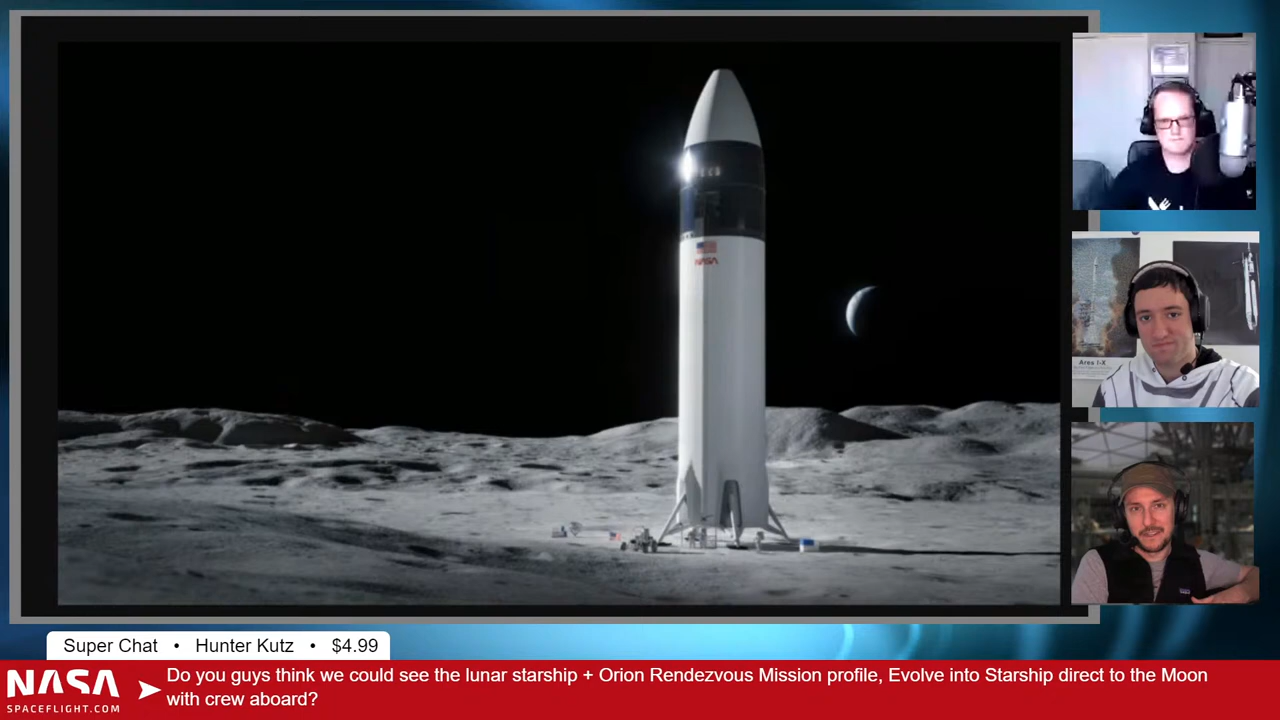 NASA
Area I-X
Super Chat • Hunter Kutz • $4.99
NASA
SPACEFLIGHT.COM
Do you guys think we could see the lunar starship + Orion Rendezvous Mission profile, Evolve into Starship direct to the Moon
with crew aboard?